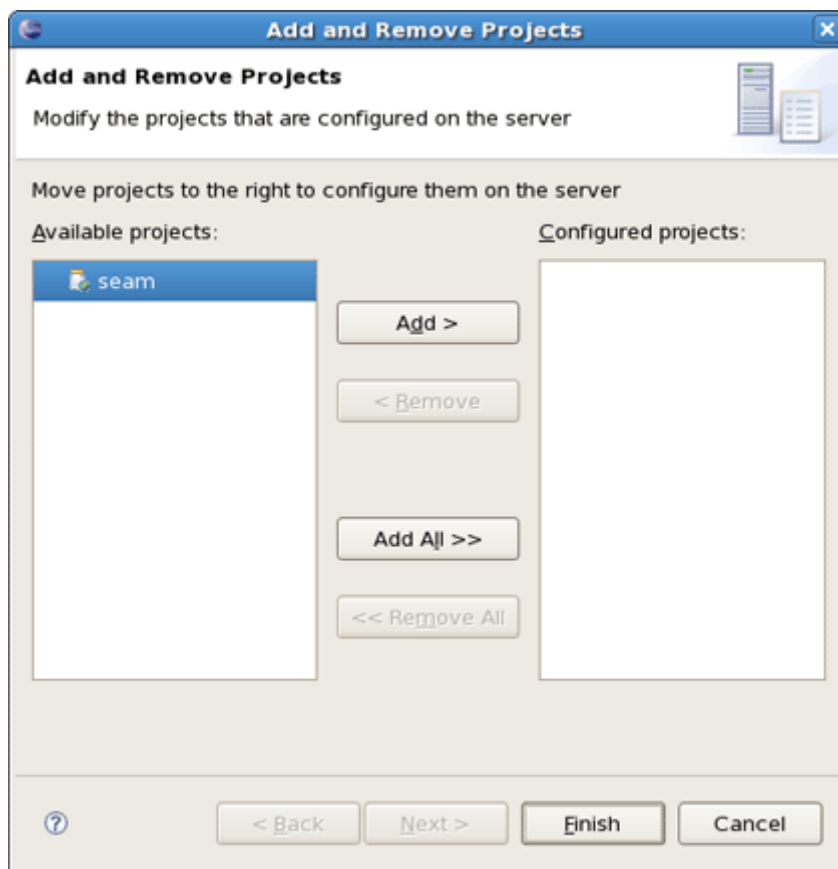 Add and Remove Projects
Add and Remove Projects
Modify the projects that are configured on the server
Move projects to the right to configure them on the server
Available projects:
Configured projects:
seam
Add >
< Remove
Add All >>
<< Remove All
< Back
Next >
Finish
Cancel